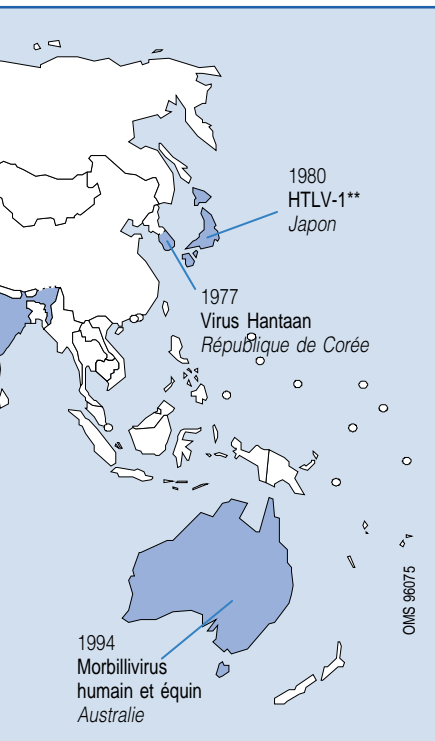 1980
HTLV-1**
Japon
1977
Virus Hantaan
République de Corée
OMS 96075
1994
Morbillivirus
humain et équin
Australie